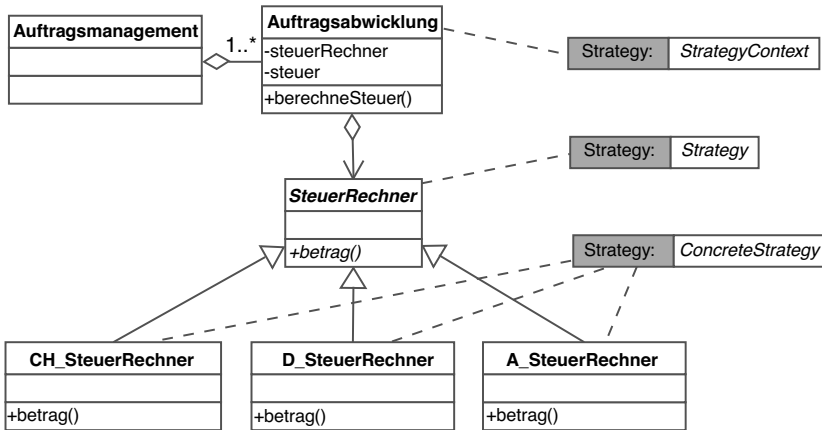 Auftragsmanagement
1..*
Auftragsabwicklung
-steuerRechner
-steuer
+berechneSteuer()
Strategy: StrategyContext
SteuerRechner
+betrag()
Strategy: Strategy
Strategy: ConcreteStrategy
CH_SteuerRechner
+betrag()
D_SteuerRechner
+betrag()
A_SteuerRechner
+betrag()